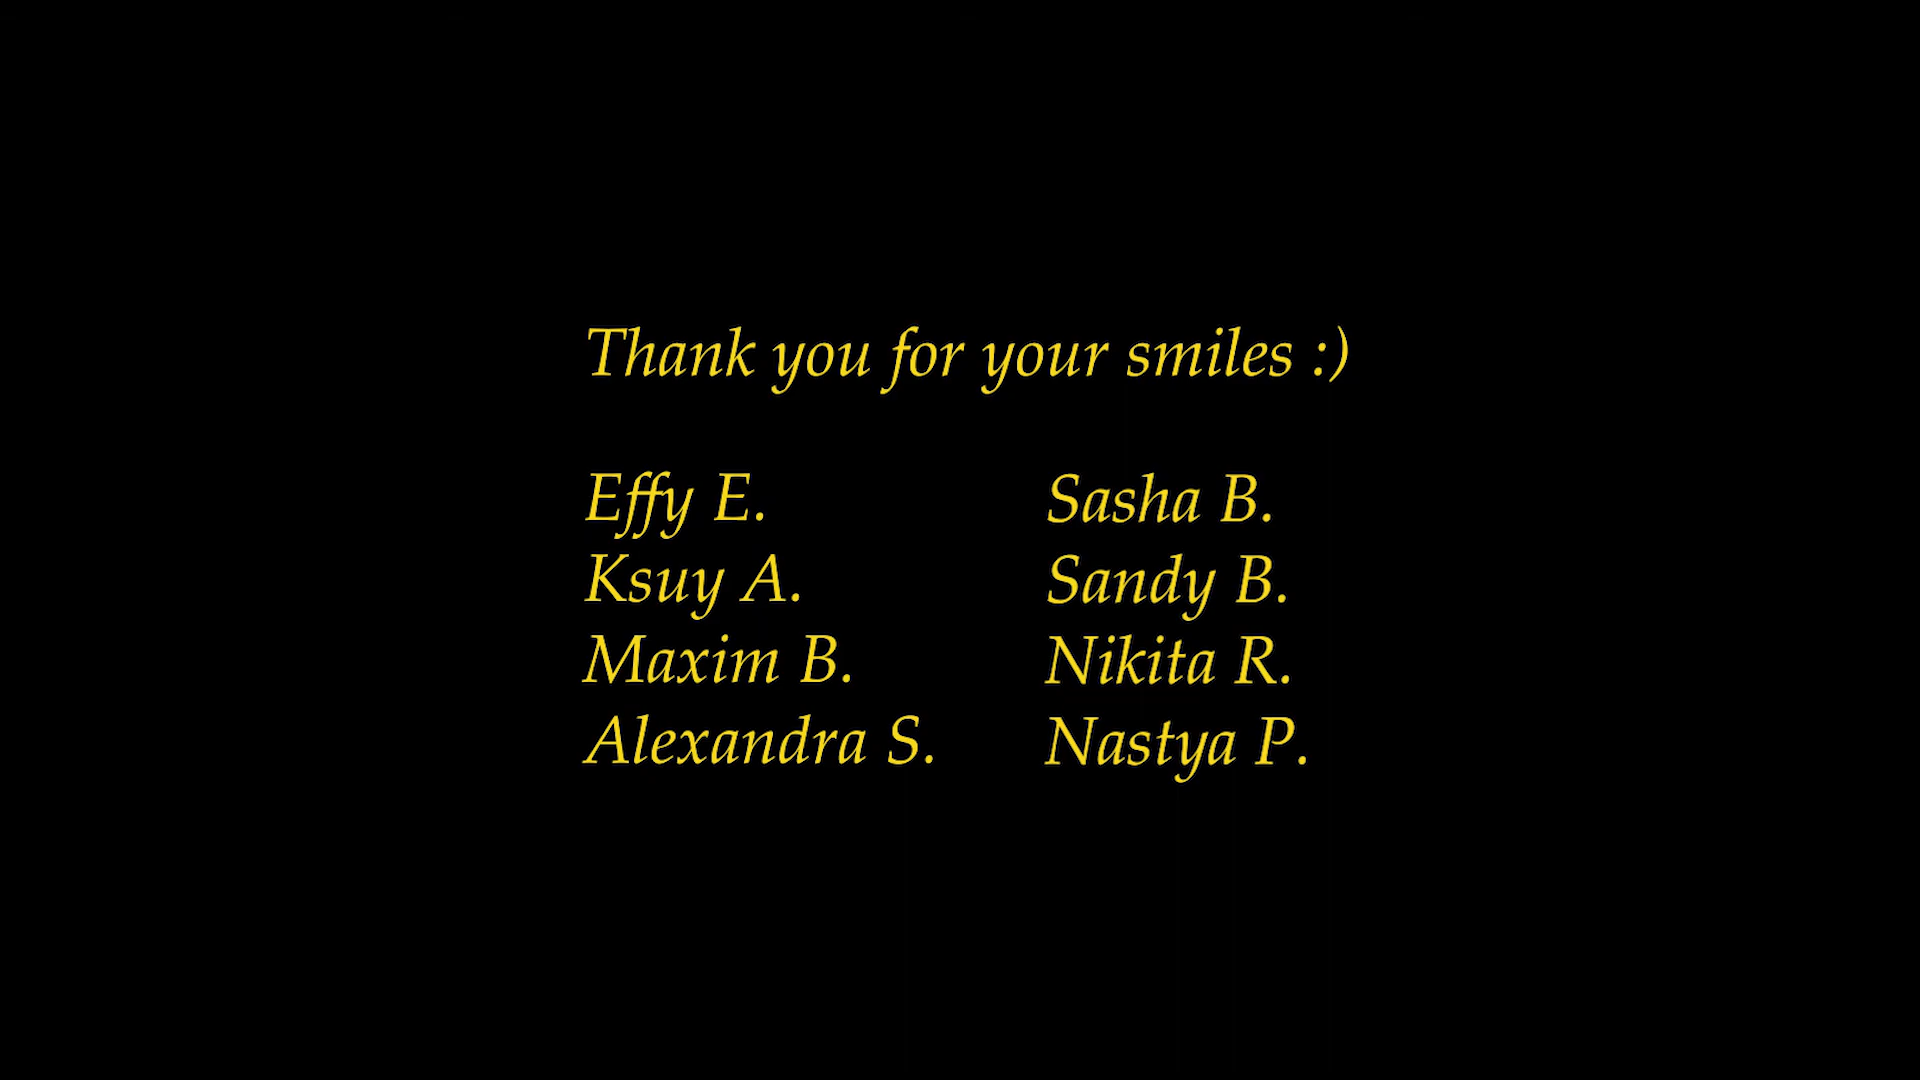 Thank you for your smiles :)
Effy E.
Ksuy A.
Maxim B.
Alexandra S.
Sasha B.
Sandy B.
Nikita R.
Nastya P.